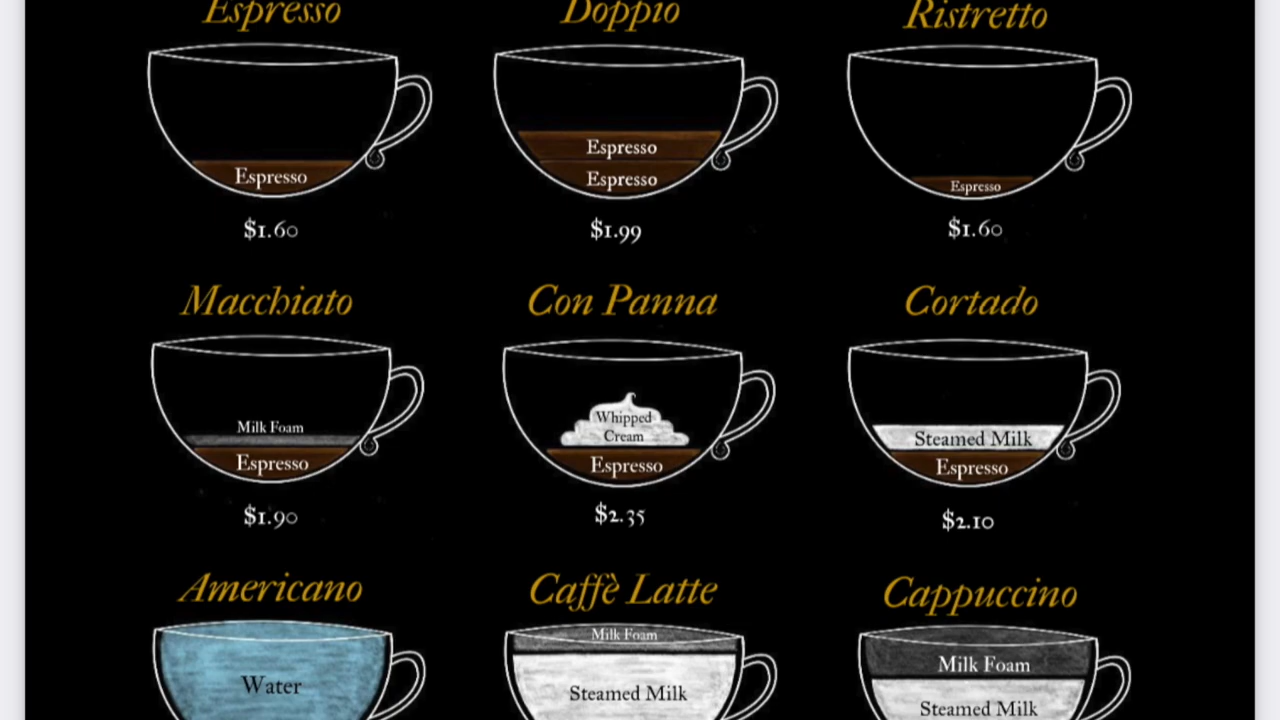 Espresso
Doppio
Ristretto
Espresso
Espresso
Espresso
Espresso
$1.60
$1.99
$1.60
Macchiato
Con Panna
Cortado
Milk Foam
Espresso
Whipped
Cream
Espresso
Steamed Milk
Espresso
$1.90
$2.35
$2.10
Americano
Caffè Latte
Cappuccino
Water
Milk Foam
Steamed Milk
Milk Foam
Steamed Milk